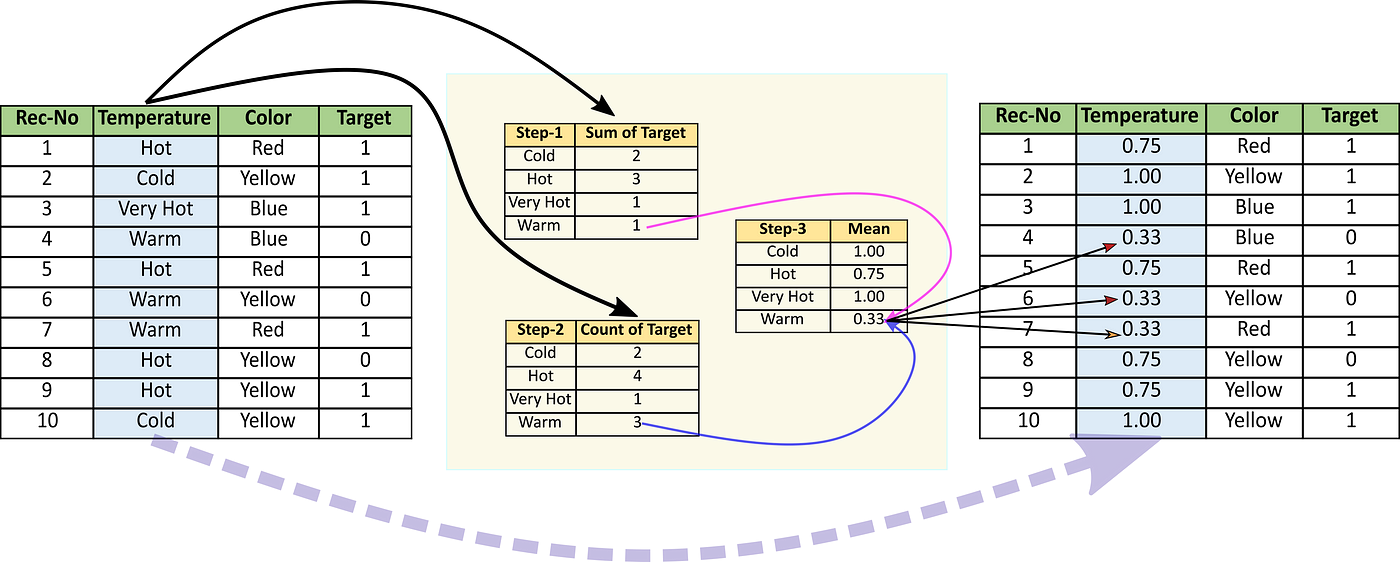 Rec-No Temperature Color Target
1 Hot Red 1
2 Cold Yellow 1
3 Very Hot Blue 1
4 Warm Blue 0
5 Hot Red 1
6 Warm Yellow 0
7 Warm Red 1
8 Hot Yellow 0
9 Hot Yellow 1
10 Cold Yellow 1
Step-1 Sum of Target
Cold 2
Hot 3
Very Hot 1
Warm 1
Step-2 Count of Target
Cold 2
Hot 4
Very Hot 1
Warm 3
Step-3 Mean
Cold 1.00
Hot 0.75
Very Hot 1.00
Warm 0.33
Rec-No Temperature Color Target
1 0.75 Red 1
2 1.00 Yellow 1
3 1.00 Blue 1
4 0.33 Blue 0
5 0.75 Red 1
6 0.33 Yellow 0
7 0.33 Red 1
8 0.75 Yellow 0
9 0.75 Yellow 1
10 1.00 Yellow 1